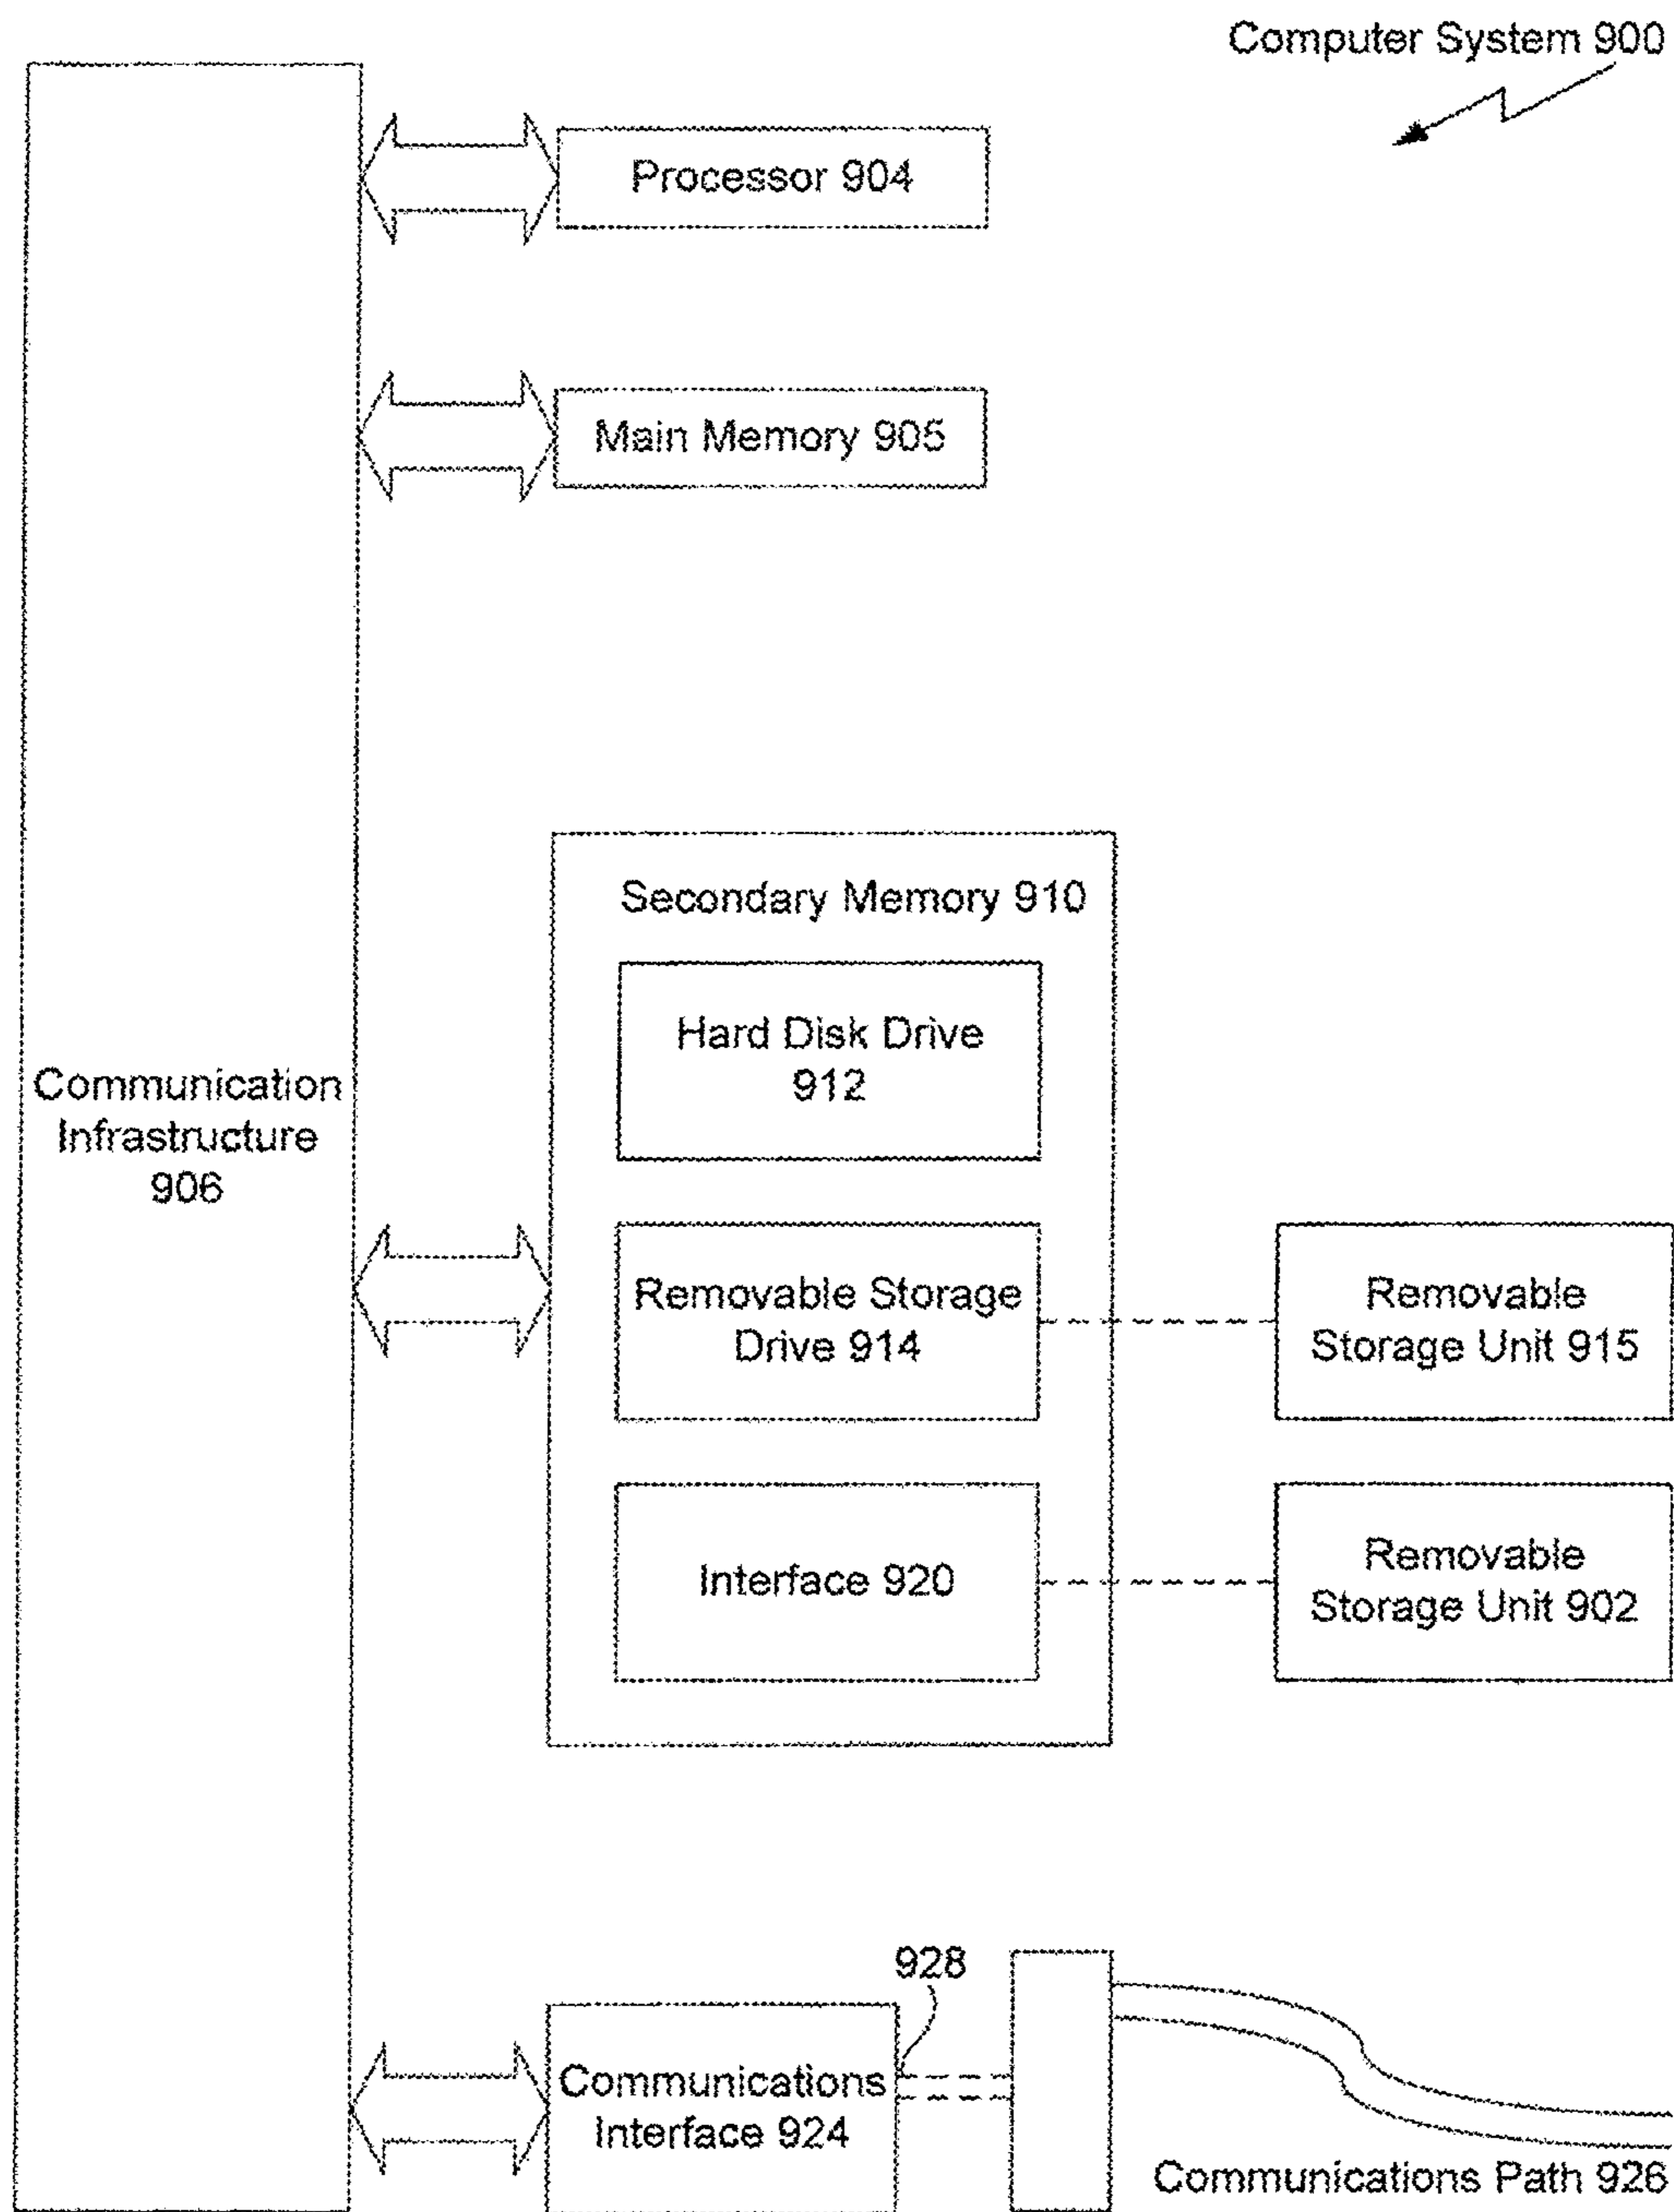 Computer System 900
Processor 904
Main Memory 905
Secondary Memory 910
Hard Disk Drive
912
Communication
Infrastructure
906
Removable Storage
Drive 914
Removable
Storage Unit 915
Interface 920
Removable
Storage Unit 902
928
Communications
Interface 924
Communications Path 926